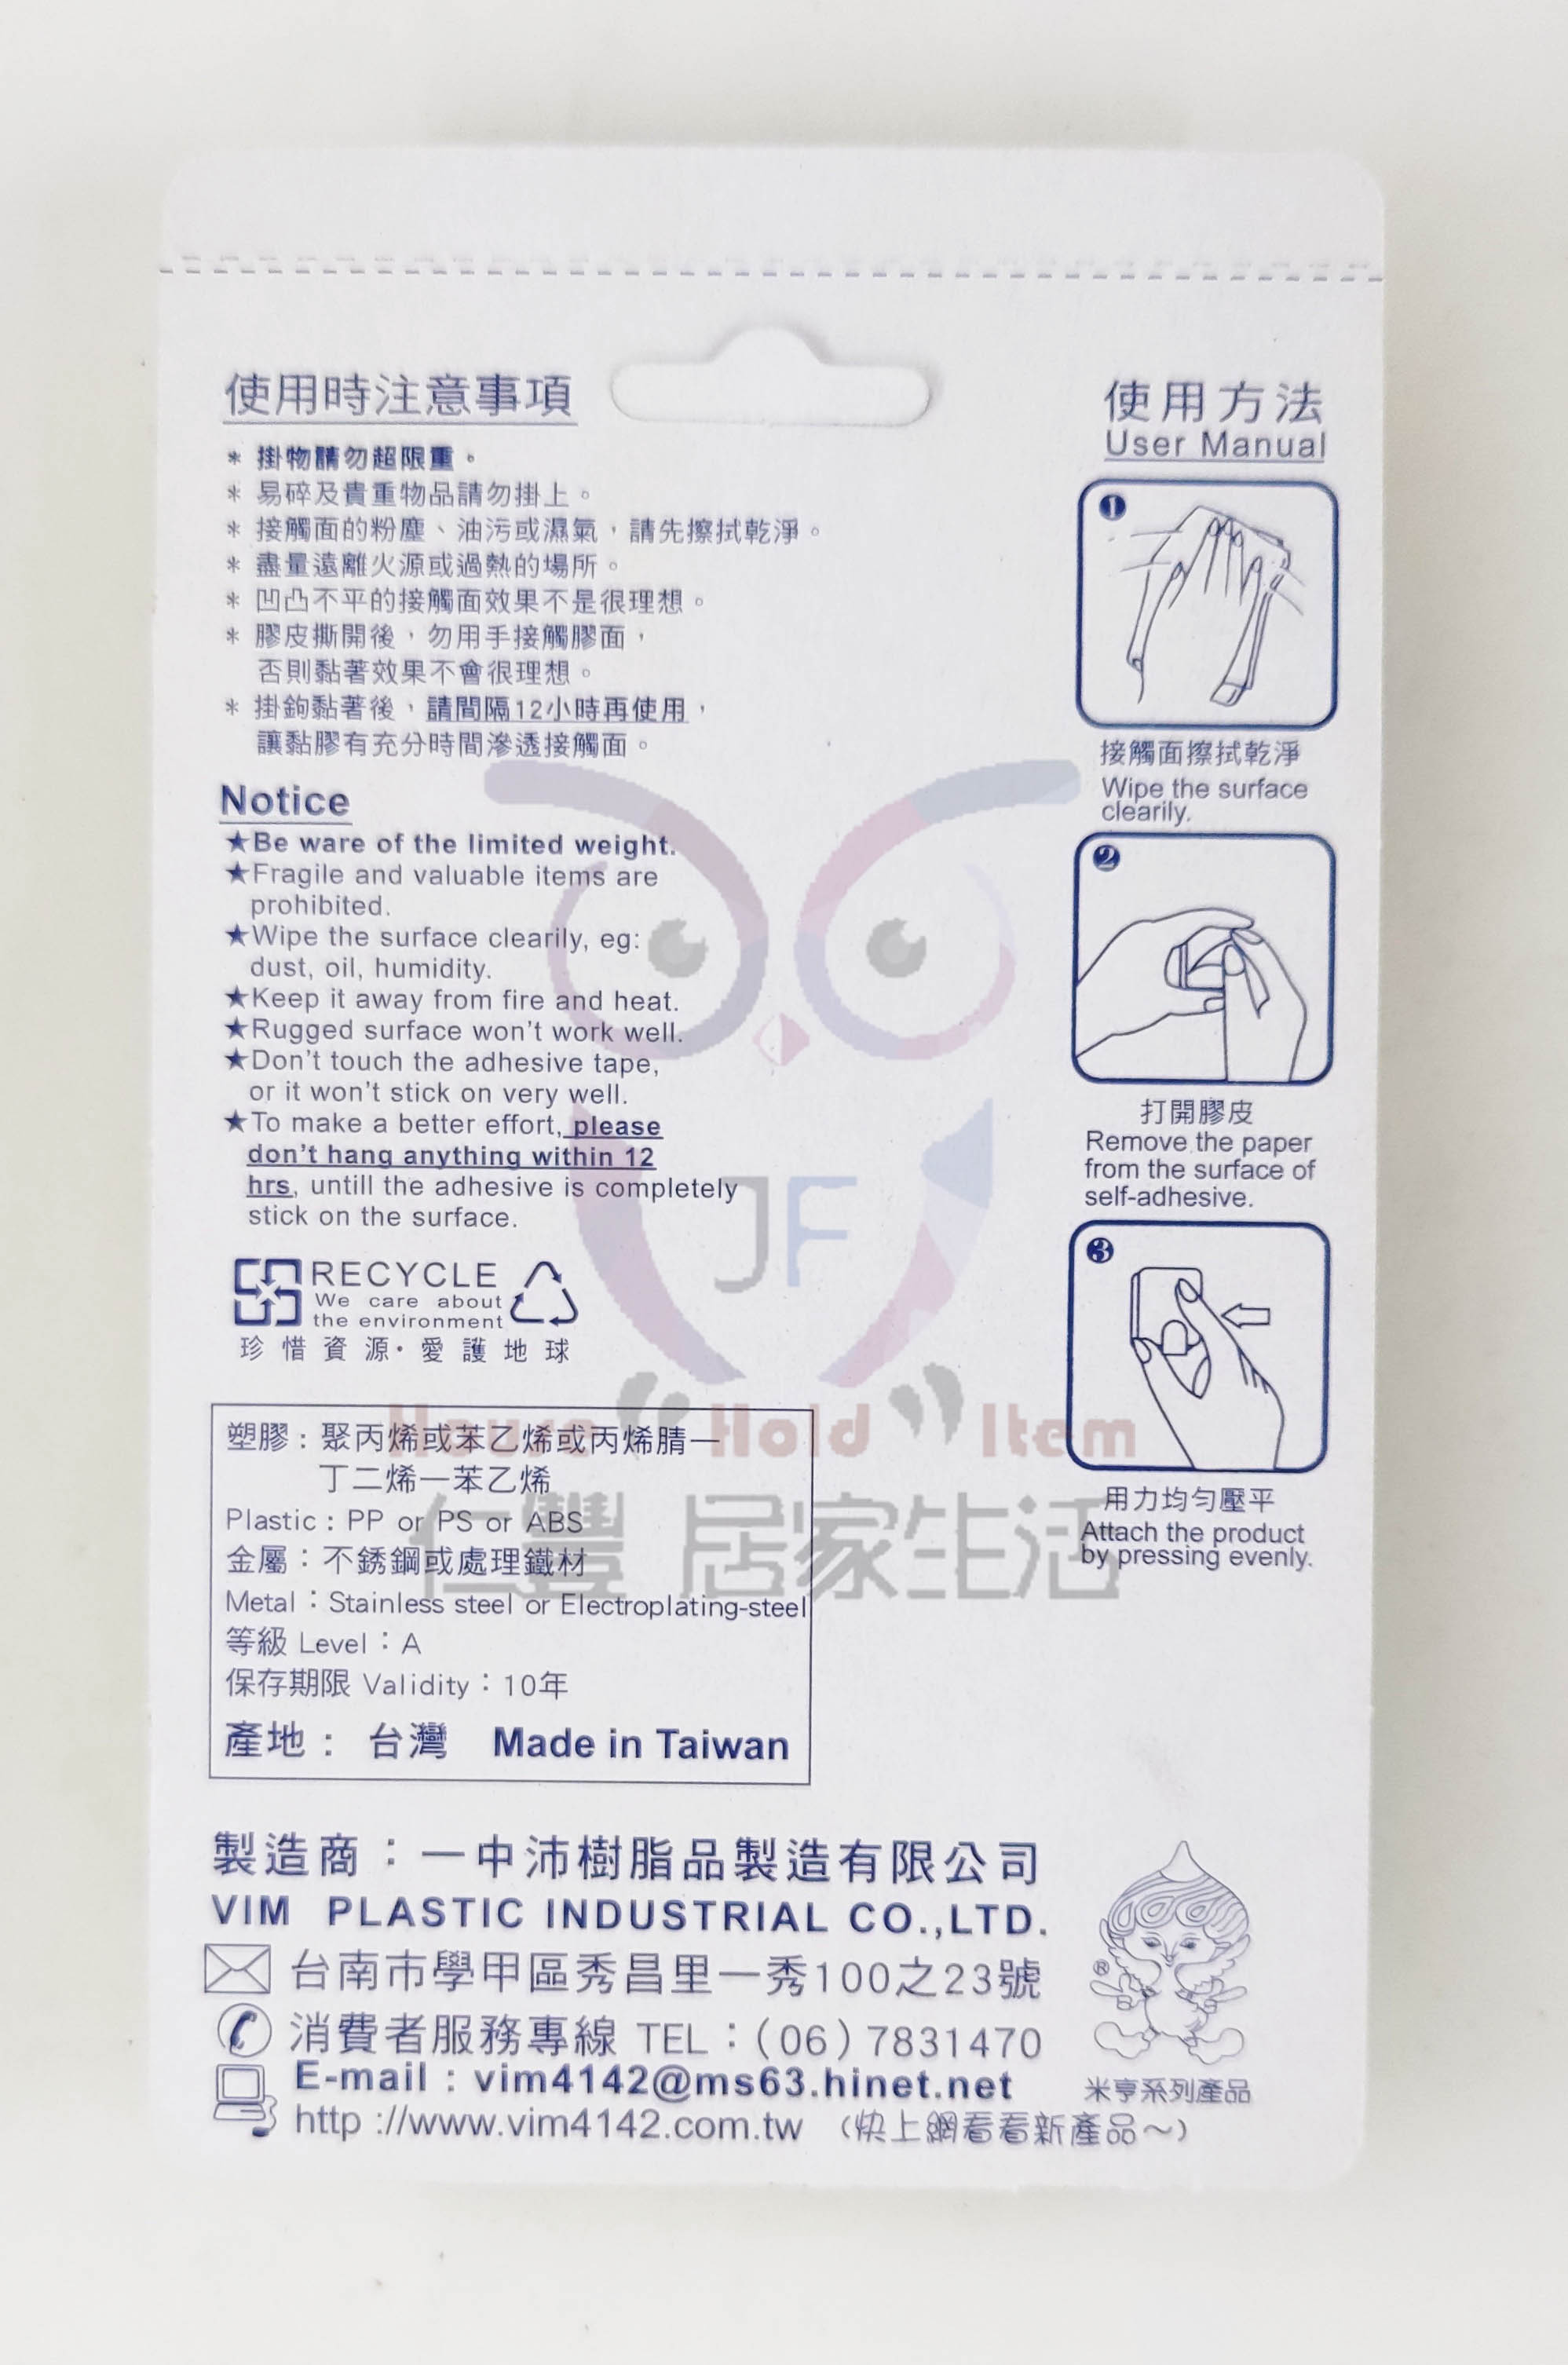 使用時注意事項
* 掛物請勿超限重。
* 易碎及貴重物品請勿掛上。
* 接觸面的粉塵、油污或濕氣，請先擦拭乾淨。
* 盡量遠離火源或過熱的場所。
* 凹凸不平的接觸面效果不是很理想。
* 膠皮撕開後，勿用手接觸膠面，
否則黏著效果不會很理想。
* 掛鉤黏著後，請間隔12小時再使用，
讓黏膠有充分時間滲透接觸面。
Notice
★Be ware of the limited weight.
★Fragile and valuable items are
prohibited.
★Wipe the surface clearily, eg:
dust, oil, humidity.
★Keep it away from fire and heat.
★Rugged surface won't work well.
★Don't touch the adhesive tape,
or it won't stick on very well.
★To make a better effort, please
don't hang anything within 12
hrs, untill the adhesive is completely
stick on the surface.
RECYCLE
We care about
the environment
珍惜資源·愛護地球
塑膠：聚丙烯或苯乙烯或丙烯腈—
丁二烯—苯乙烯
Plastic : PP or PS or ABS
金屬：不銹鋼或處理鐵材
Metal：Stainless steel or Electroplating-steel
等級 Level：A
保存期限 Validity：10年
產地： 台灣 Made in Taiwan
使用方法
User Manual
1
接觸面擦拭乾淨
Wipe the surface
clearily.
2
打開膠皮
Remove the paper
from the surface of
self-adhesive.
3
用力均勻壓平
Attach the product
by pressing evenly.
JF
House Hold Item
仁豐 居家生活
製造商：一中沛樹脂品製造有限公司
VIM PLASTIC INDUSTRIAL CO.,LTD.
台南市學甲區秀昌里一秀100之23號
消費者服務專線 TEL：(06) 7831470
E-mail : vim4142@ms63.hinet.net
http ://www.vim4142.com.tw （快上網看看新產品～）
®
米亨系列產品